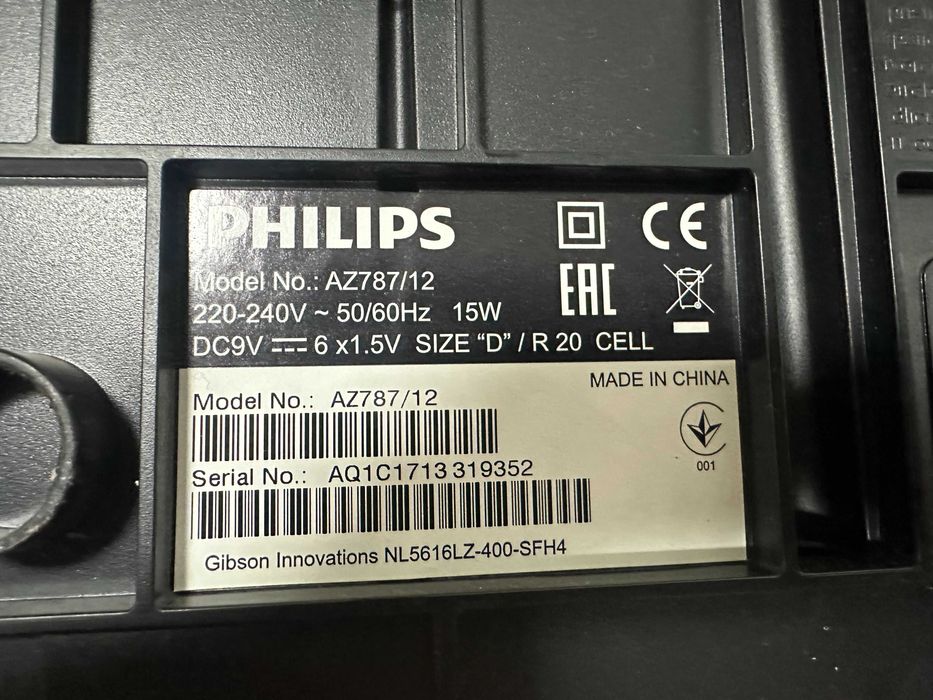 PHILIPS
CE
Model No.: AZ787/12
EAC
220-240V ~ 50/60Hz 15W
DC9V ⎓ 6 x1.5V SIZE "D" / R 20 CELL
MADE IN CHINA
Model No.: AZ787/12
001
Serial No.: AQ1C1713 319352
Gibson Innovations NL5616LZ-400-SFH4